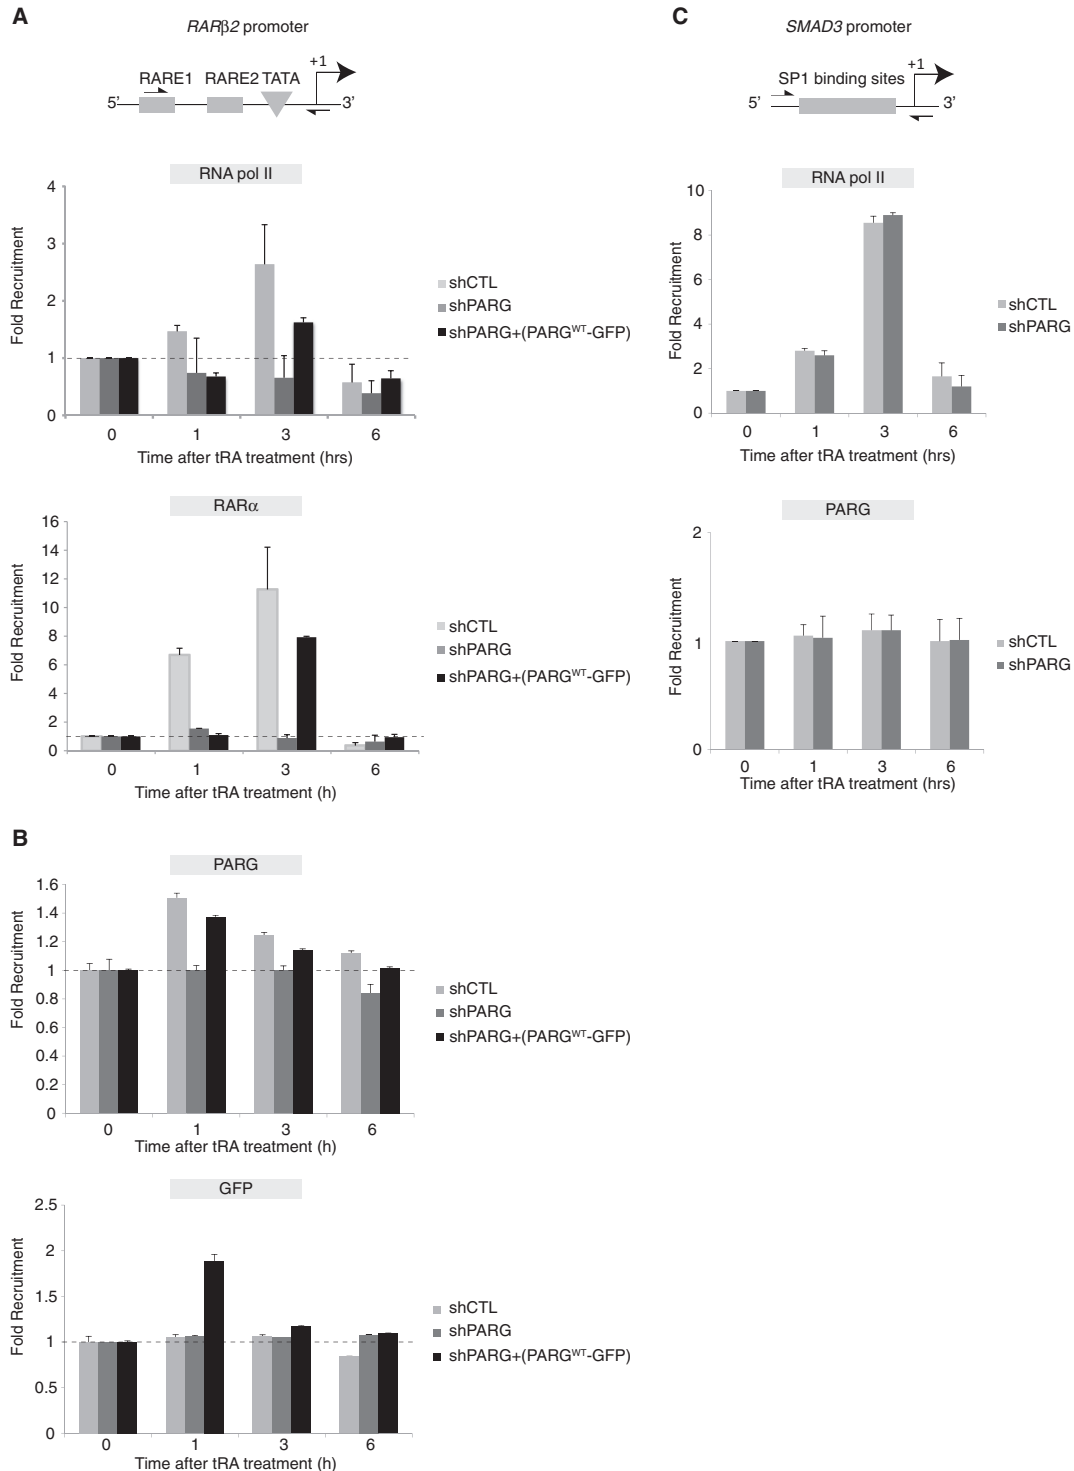 A
RARβ2 promoter
+1
RARE1 RARE2 TATA
5’ 3’
RNA pol II
4
3
2
1
0
Fold Recruitment
0 1 3 6
Time after tRA treatment (hrs)
shCTL
shPARG
shPARG+(PARGWT-GFP)
RARα
16
14
12
10
8
6
4
2
0
Fold Recruitment
0 1 3 6
Time after tRA treatment (h)
shCTL
shPARG
shPARG+(PARGWT-GFP)
B
PARG
1.6
1.4
1.2
1
0.8
0.6
0.4
0.2
0
Fold Recruitment
0 1 3 6
Time after tRA treatment (h)
shCTL
shPARG
shPARG+(PARGWT-GFP)
GFP
2.5
2
1.5
1
0.5
0
Fold Recruitment
0 1 3 6
Time after tRA treatment (h)
shCTL
shPARG
shPARG+(PARGWT-GFP)
C
SMAD3 promoter
+1
SP1 binding sites
5’ 3’
RNA pol II
10
8
6
4
2
0
Fold Recruitment
0 1 3 6
Time after tRA treatment (hrs)
shCTL
shPARG
PARG
2
1
0
Fold Recruitment
0 1 3 6
Time after tRA treatment (hrs)
shCTL
shPARG